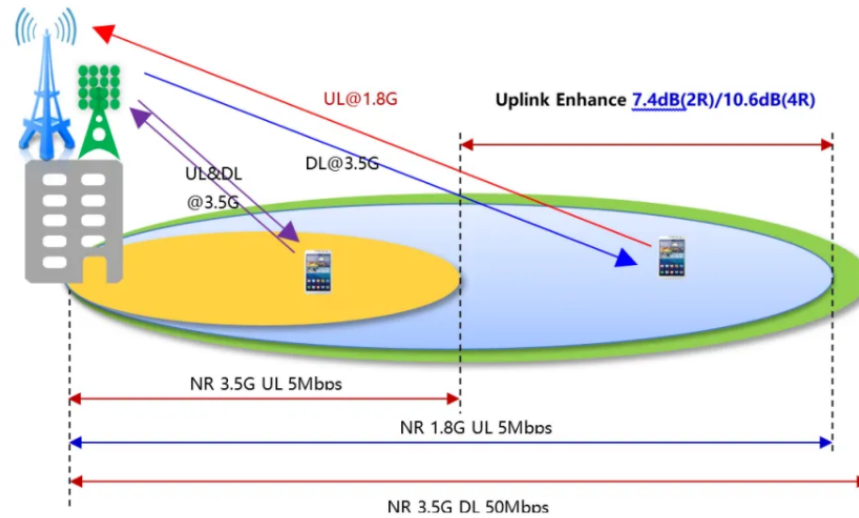 UL@1.8G
Uplink Enhance 7.4dB(2R)/10.6dB(4R)
DL@3.5G
UL&DL
@3.5G
NR 3.5G UL 5Mbps
NR 1.8G UL 5Mbps
NR 3.5G DL 50Mbps